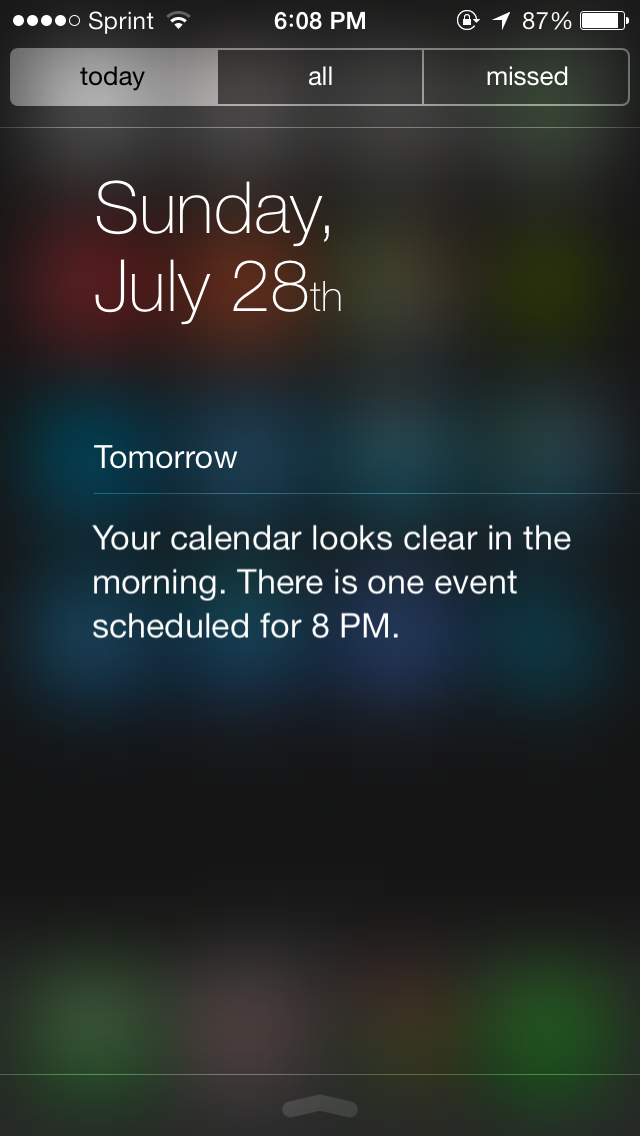 Sprint 6:08 PM 87%
today all missed
Sunday,
July 28th
Tomorrow
Your calendar looks clear in the
morning. There is one event
scheduled for 8 PM.